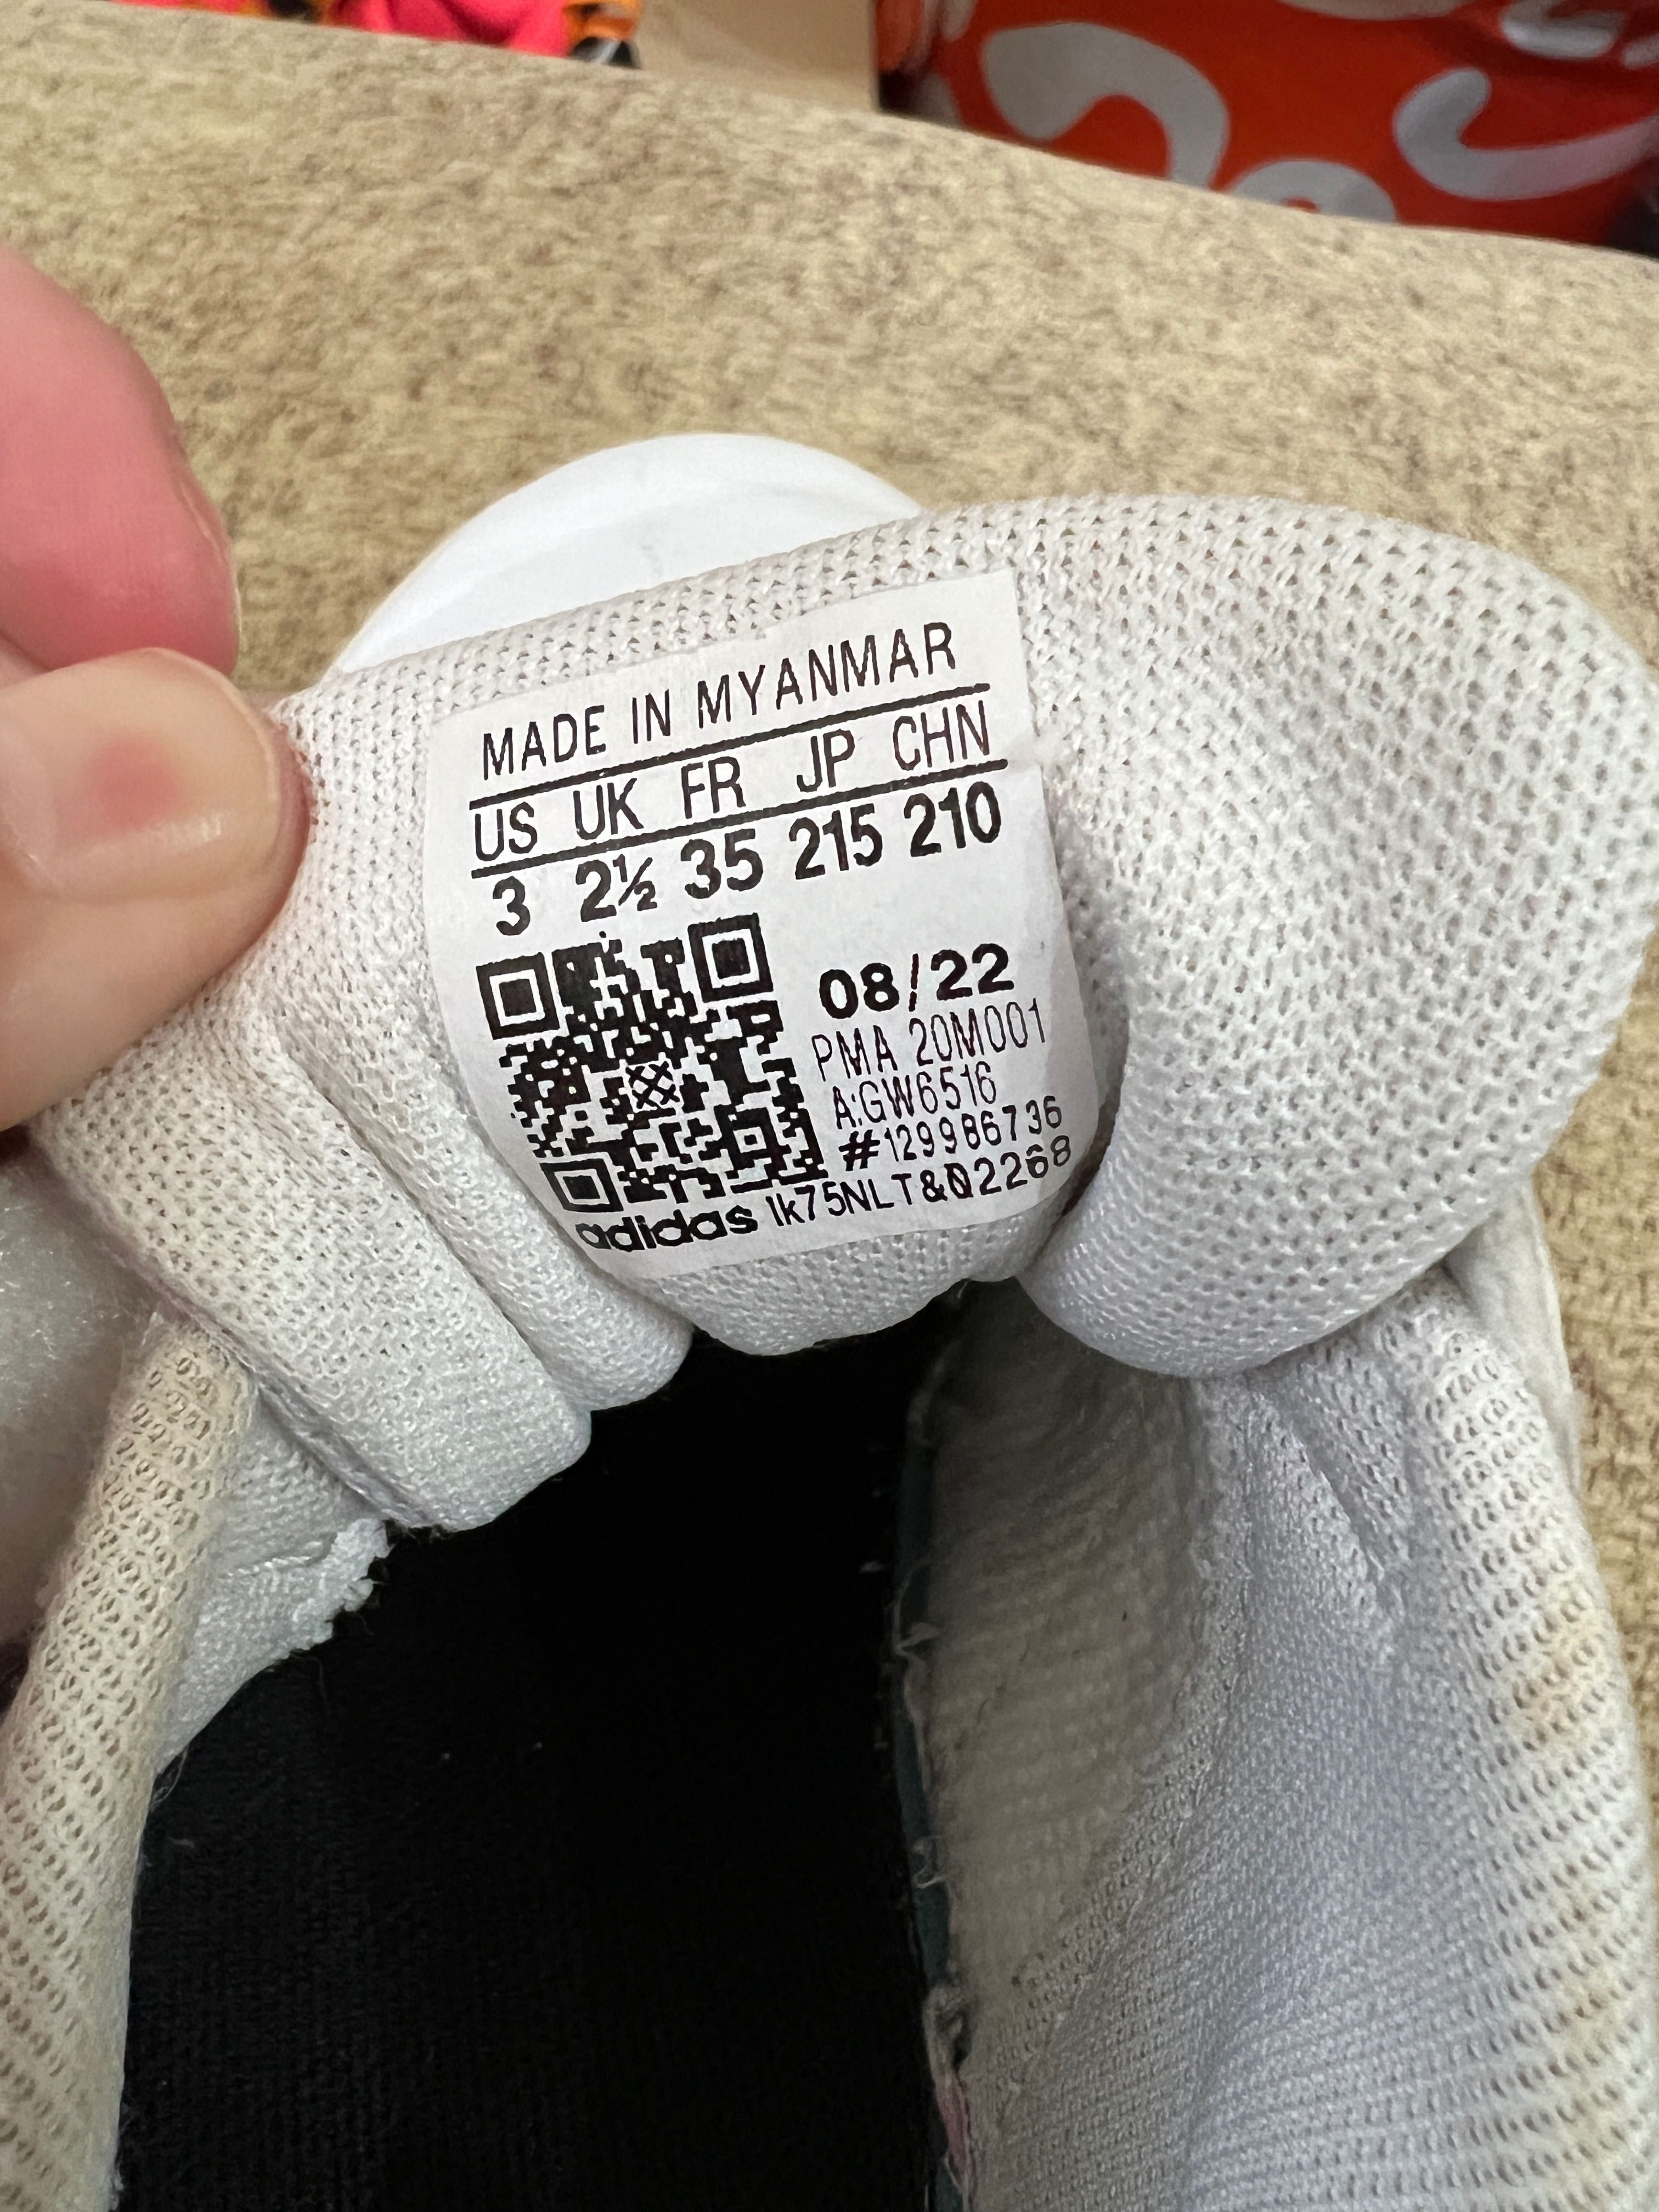 MADE IN MYANMAR
US UK FR JP CHN
3 2½ 35 215 210
08/22
PMA 20M001
A:GW6516
#129986736
adidas lk75NLT&Q2268